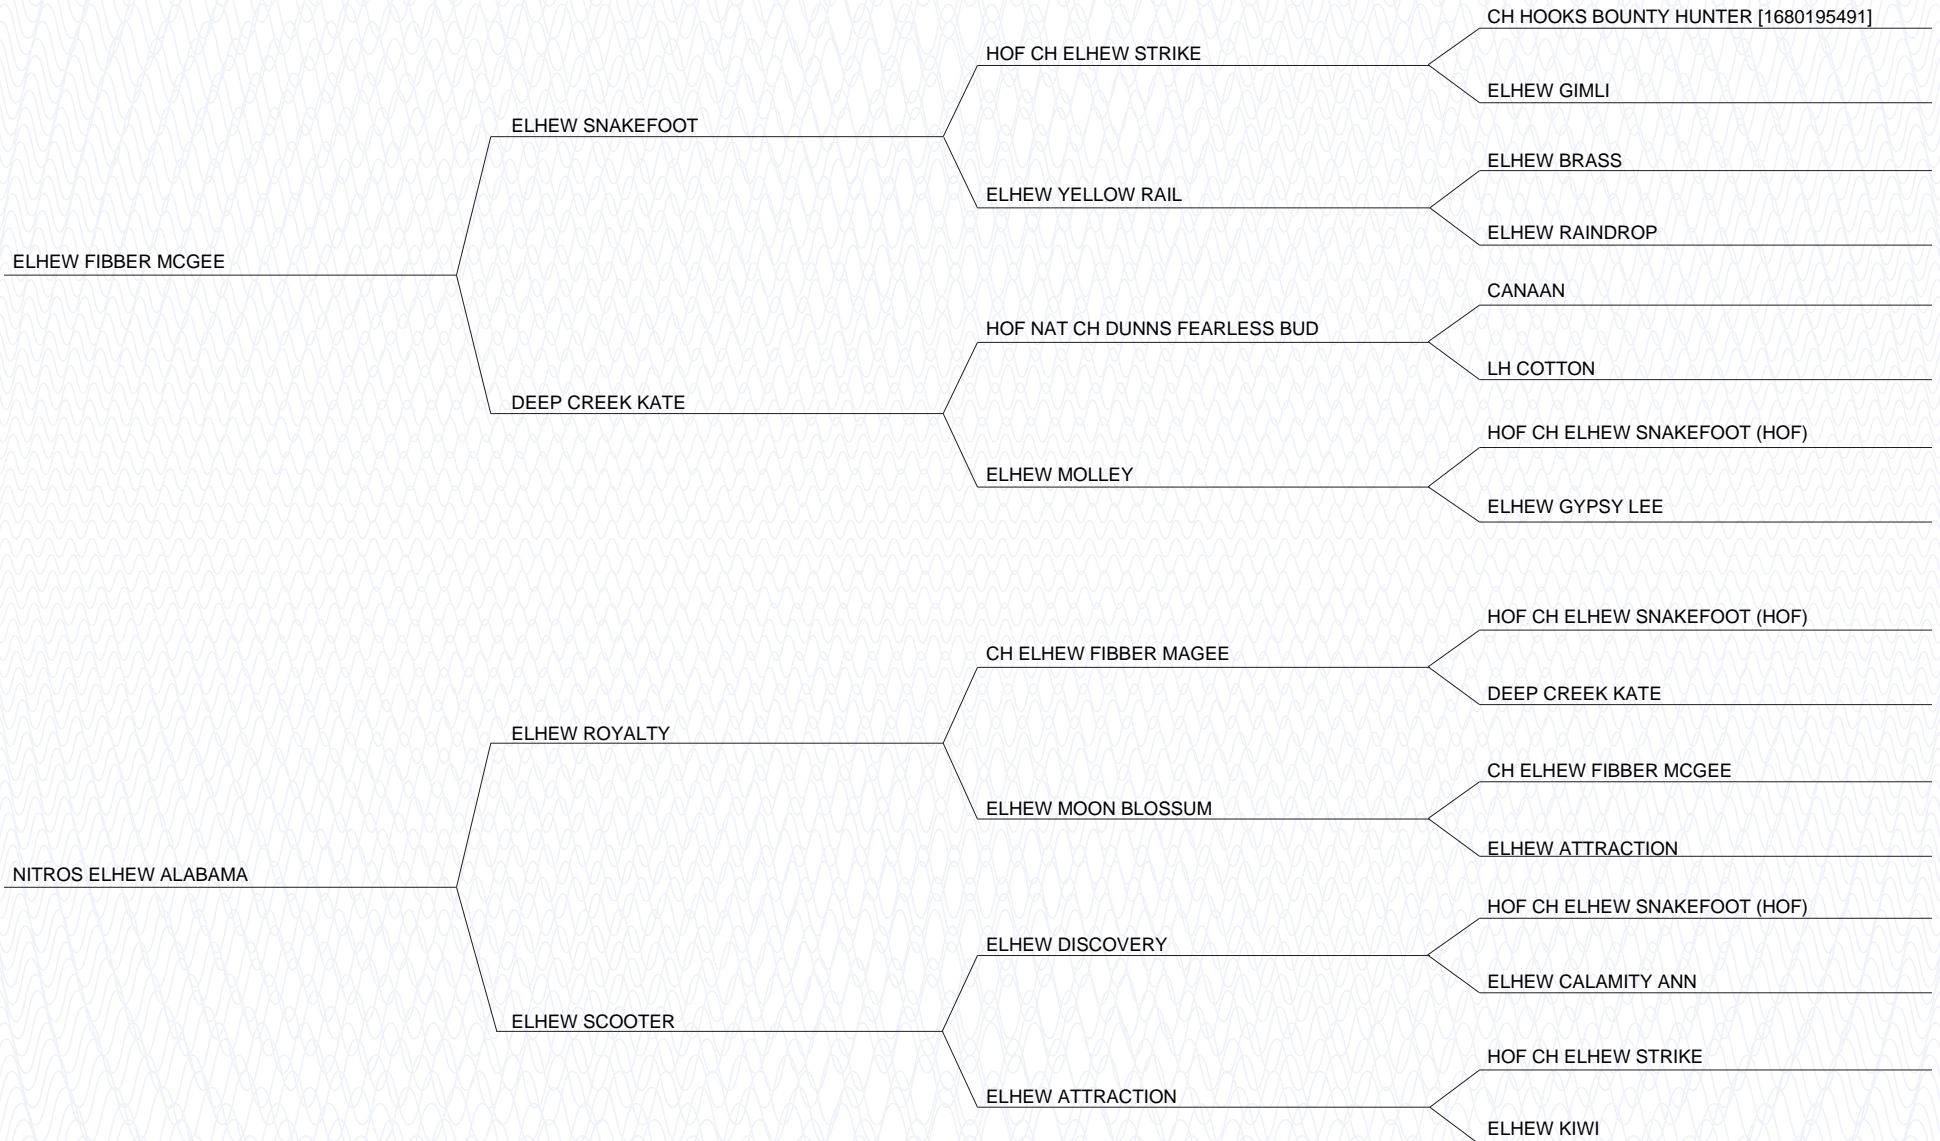 CH HOOKS BOUNTY HUNTER [1680195491]
HOF CH ELHEW STRIKE
ELHEW GIMLI
ELHEW SNAKEFOOT
ELHEW BRASS
ELHEW YELLOW RAIL
ELHEW RAINDROP
ELHEW FIBBER MCGEE
CANAAN
HOF NAT CH DUNNS FEARLESS BUD
LH COTTON
DEEP CREEK KATE
HOF CH ELHEW SNAKEFOOT (HOF)
ELHEW MOLLEY
ELHEW GYPSY LEE
HOF CH ELHEW SNAKEFOOT (HOF)
CH ELHEW FIBBER MAGEE
DEEP CREEK KATE
ELHEW ROYALTY
CH ELHEW FIBBER MCGEE
ELHEW MOON BLOSSUM
ELHEW ATTRACTION
NITROS ELHEW ALABAMA
HOF CH ELHEW SNAKEFOOT (HOF)
ELHEW DISCOVERY
ELHEW CALAMITY ANN
ELHEW SCOOTER
HOF CH ELHEW STRIKE
ELHEW ATTRACTION
ELHEW KIWI